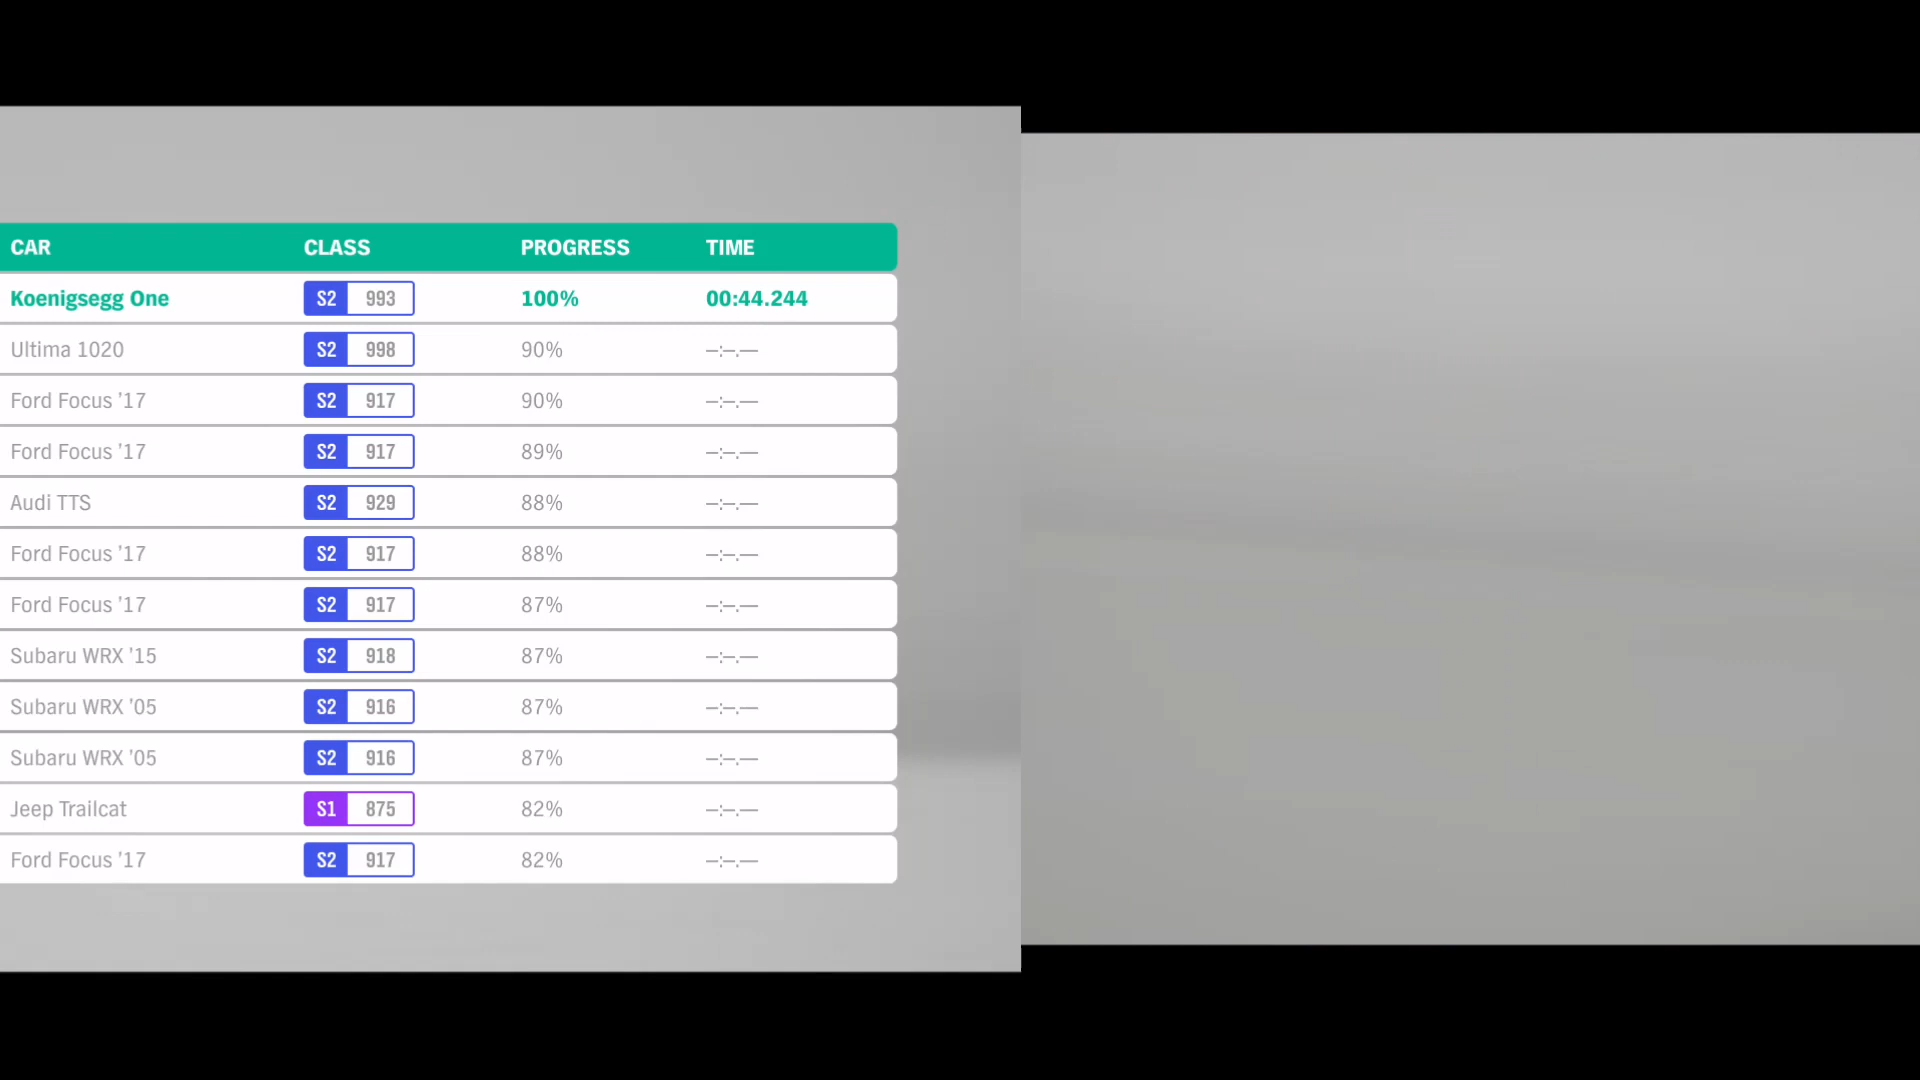 CAR CLASS PROGRESS TIME
Koenigsegg One S2 993 100% 00:44.244
Ultima 1020 S2 998 90% --:--.---
Ford Focus '17 S2 917 90% --:--.---
Ford Focus '17 S2 917 89% --:--.---
Audi TTS S2 929 88% --:--.---
Ford Focus '17 S2 917 88% --:--.---
Ford Focus '17 S2 917 87% --:--.---
Subaru WRX '15 S2 918 87% --:--.---
Subaru WRX '05 S2 916 87% --:--.---
Subaru WRX '05 S2 916 87% --:--.---
Jeep Trailcat S1 875 82% --:--.---
Ford Focus '17 S2 917 82% --:--.---